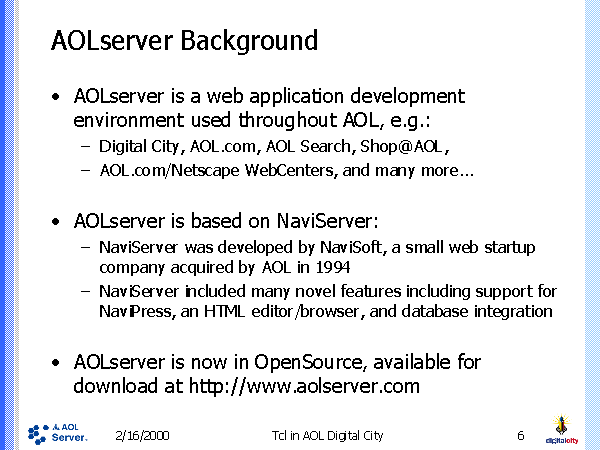 AOLserver Background
• AOLserver is a web application development
environment used throughout AOL, e.g.:
– Digital City, AOL.com, AOL Search, Shop@AOL,
– AOL.com/Netscape WebCenters, and many more...
• AOLserver is based on NaviServer:
– NaviServer was developed by NaviSoft, a small web startup
company acquired by AOL in 1994
– NaviServer included many novel features including support for
NaviPress, an HTML editor/browser, and database integration
• AOLserver is now in OpenSource, available for
download at http://www.aolserver.com
AOL
Server.
2/16/2000
Tcl in AOL Digital City
6
digitalcity